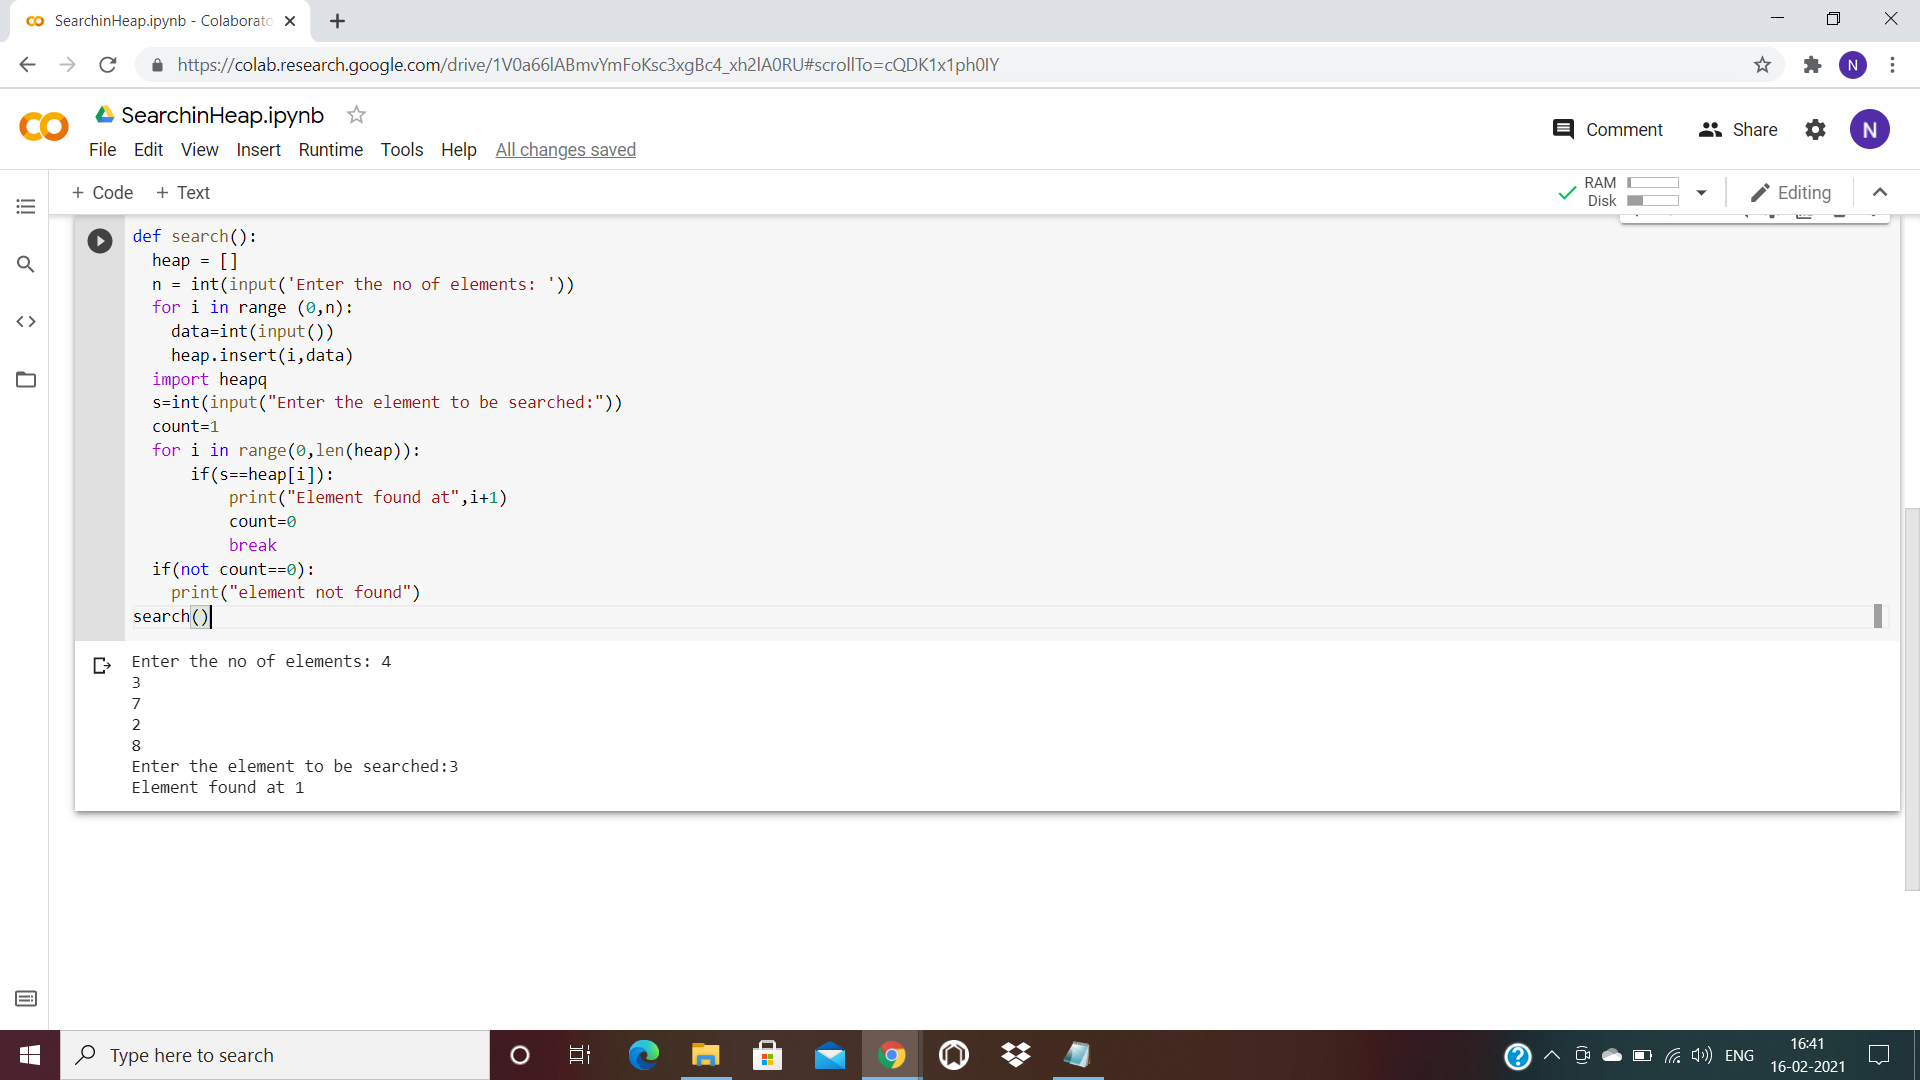 SearchinHeap.ipynb - Colaborato
https://colab.research.google.com/drive/1V0a66lABmvYmFoKsc3xgBc4_xh2lA0RU#scrollTo=cQDK1x1ph0IY
N
SearchinHeap.ipynb
Comment
Share
N
File Edit View Insert Runtime Tools Help All changes saved
+ Code + Text
RAM
Disk
Editing
def search():
  heap = []
  n = int(input('Enter the no of elements: '))
  for i in range (0,n):
    data=int(input())
    heap.insert(i,data)
  import heapq
  s=int(input("Enter the element to be searched:"))
  count=1
  for i in range(0,len(heap)):
      if(s==heap[i]):
          print("Element found at",i+1)
          count=0
          break
  if(not count==0):
    print("element not found")
search()
Enter the no of elements: 4
3
7
2
8
Enter the element to be searched:3
Element found at 1
Type here to search
ENG
16:41
16-02-2021